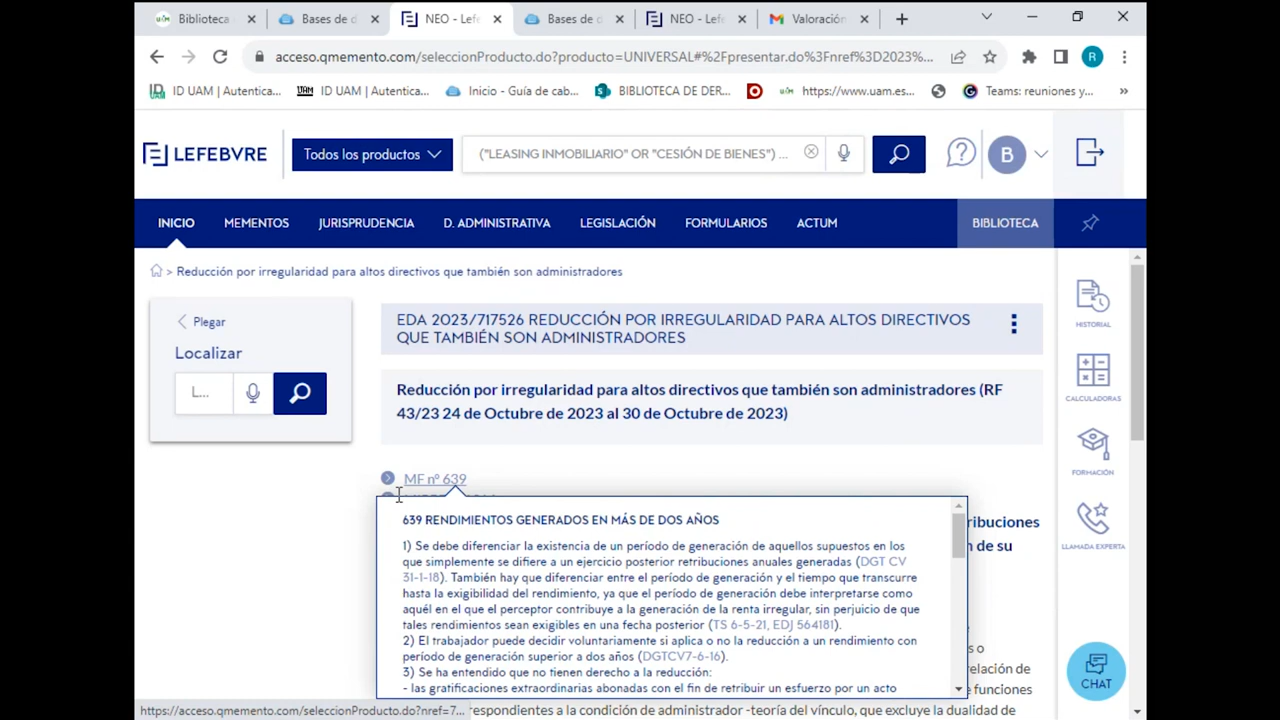 Biblioteca
Bases de d
NEO - Lef
Bases de d
NEO - Lef
Valoración
acceso.qmemento.com/seleccionProducto.do?producto=UNIVERSAL#%2Fpresentar.do%3Fnref%3D2023%...
ID UAM | Autentica...
ID UAM | Autentica...
Inicio - Guía de cab...
BIBLIOTECA DE DER...
https://www.uam.es...
Teams: reuniones y...
R
LEFEBVRE
Todos los productos
("LEASING INMOBILIARIO" OR "CESIÓN DE BIENES") ...
B
INICIO
MEMENTOS
JURISPRUDENCIA
D. ADMINISTRATIVA
LEGISLACIÓN
FORMULARIOS
ACTUM
BIBLIOTECA
> Reducción por irregularidad para altos directivos que también son administradores
Plegar
Localizar
L...
EDA 2023/717526 REDUCCIÓN POR IRREGULARIDAD PARA ALTOS DIRECTIVOS
QUE TAMBIÉN SON ADMINISTRADORES
Reducción por irregularidad para altos directivos que también son administradores (RF
43/23 24 de Octubre de 2023 al 30 de Octubre de 2023)
MF nº 639
639 RENDIMIENTOS GENERADOS EN MÁS DE DOS AÑOS
1) Se debe diferenciar la existencia de un período de generación de aquellos supuestos en los
que simplemente se difiere a un ejercicio posterior retribuciones anuales generadas (DGT CV
31-1-18). También hay que diferenciar entre el período de generación y el tiempo que transcurre
hasta la exigibilidad del rendimiento, ya que el período de generación debe interpretarse como
aquél en el que el perceptor contribuye a la generación de la renta irregular, sin perjuicio de que
tales rendimientos sean exigibles en una fecha posterior (TS 6-5-21, EDJ 564181).
2) El trabajador puede decidir voluntariamente si aplica o no la reducción a un rendimiento con
período de generación superior a dos años (DGTCV7-6-16).
3) Se ha entendido que no tienen derecho a la reducción:
- las gratificaciones extraordinarias abonadas con el fin de retribuir un esfuerzo por un acto
ribuciones
n de su
s o
relación de
e funciones
respondientes a la condición de administrador -teoría del vínculo, que excluye la dualidad de
HISTORIAL
CALCULADORAS
FORMACIÓN
LLAMADA EXPERTA
CHAT
https://acceso.qmemento.com/seleccionProducto.do?nref=7...